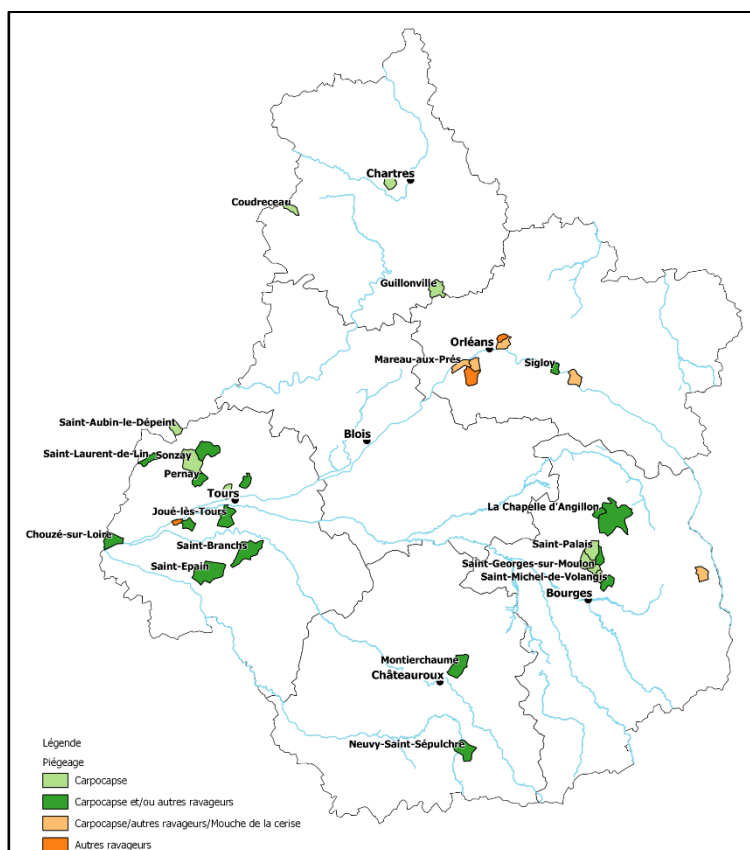 Chartres
Coudreceau
Guillonville
Orléans
Mareau-aux-Prés
Sigloy
Saint-Aubin-le-Dépeint
Blois
Saint-Laurent-de-Lin
Sonzay
Pernay
Tours
La Chapelle d'Angillon
Joué-lès-Tours
Chouzé-sur-Loire
Saint-Branchs
Saint-Palais
Saint-Epain
Saint-Georges-sur-Moulon
Saint-Michel-de-Volangis
Bourges
Montierchaume
Châteauroux
Neuvy-Saint-Sépulchre
Légende
Piégeage
Carpocapse
Carpocapse et/ou autres ravageurs
Carpocapse/autres ravageurs/Mouche de la cerise
Autres ravageurs